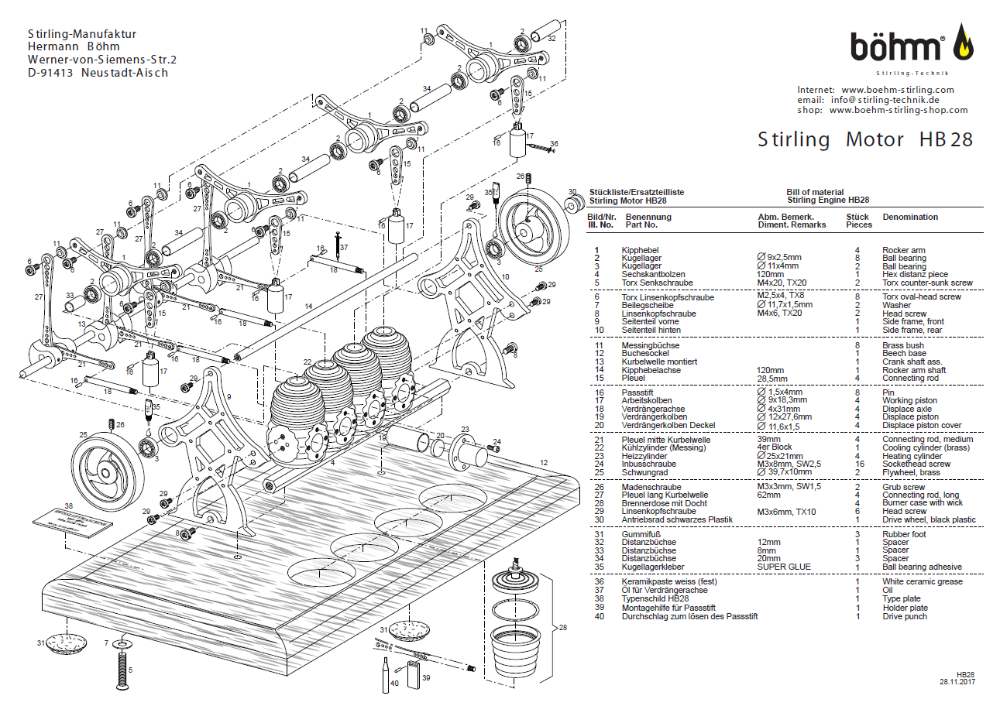 Stirling-Manufaktur
Hermann Böhm
Werner-von-Siemens-Str.2
D-91413 Neustadt-Aisch
böhm®
Stirling-Technik
Internet: www.boehm-stirling.com
email: info@stirling-technik.de
shop: www.boehm-stirling-shop.com
Stirling Motor HB28
Stückliste/Ersatzteilliste Bill of material
Stirling Motor HB28 Stirling Engine HB28
Bild/Nr. Benennung Abm. Bemerk. Stück Denomination
Ill. No. Part No. Diment. Remarks Pieces
1 Kipphebel 4 Rocker arm
2 Kugellager Ø 9x2,5mm 8 Ball bearing
3 Kugellager Ø 11x4mm 2 Ball bearing
4 Sechskantbolzen 120mm 1 Hex distanz piece
5 Torx Senkschraube M4x20, TX20 2 Torx counter-sunk screw
6 Torx Linsenkopfschraube M2,5x4, TX8 8 Torx oval-head screw
7 Beilegscheibe Ø 11,7x1,5mm 2 Washer
8 Linsenkopfschraube M4x6, TX20 2 Head screw
9 Seitenteil vorne 1 Side frame, front
10 Seitenteil hinten 1 Side frame, rear
11 Messingbüchse 8 Brass bush
12 Buchesockel 1 Beech base
13 Kurbelwelle montiert 1 Crank shaft ass.
14 Kipphebelachse 120mm 1 Rocker arm shaft
15 Pleuel 28,5mm 4 Connecting rod
16 Passstift Ø 1,5x4mm 8 Pin
17 Arbeitskolben Ø 9x18,3mm 4 Working piston
18 Verdrängerachse Ø 4x31mm 4 Displace axle
19 Verdrängerkolben Ø 12x27,6mm 4 Displace piston
20 Verdrängerkolben Deckel Ø 11,6x1,5 4 Displace piston cover
21 Pleuel mitte Kurbelwelle 39mm 4 Connecting rod, medium
22 Kühlzylinder (Messing) 4er Block 1 Cooling cylinder (brass)
23 Heizzylinder Ø25x21mm 4 Heating cylinder
24 Inbusschraube M3x8mm, SW2,5 16 Sockethead screw
25 Schwungrad Ø 39,7x10mm 2 Flywheel, brass
26 Madenschraube M3x3mm, SW1,5 2 Grub screw
27 Pleuel lang Kurbelwelle 62mm 4 Connecting rod, long
28 Brennerdose mit Docht 4 Burner case with wick
29 Linsenkopfschraube M3x6mm, TX10 6 Head screw
30 Antriebsrad schwarzes Plastik 1 Drive wheel, black plastic
31 Gummifuß 3 Rubber foot
32 Distanzbüchse 12mm 1 Spacer
33 Distanzbüchse 8mm 1 Spacer
34 Distanzbüchse 20mm 3 Spacer
35 Kugellagerkleber SUPER GLUE 1 Ball bearing adhesive
36 Keramikpaste weiss (fest) 1 White ceramic grease
37 Öl für Verdrängerachse 1 Oil
38 Typenschild HB28 1 Type plate
39 Montagehilfe für Passstift 1 Holder plate
40 Durchschlag zum lösen des Passstift 1 Drive punch
HB28
28.11.2017